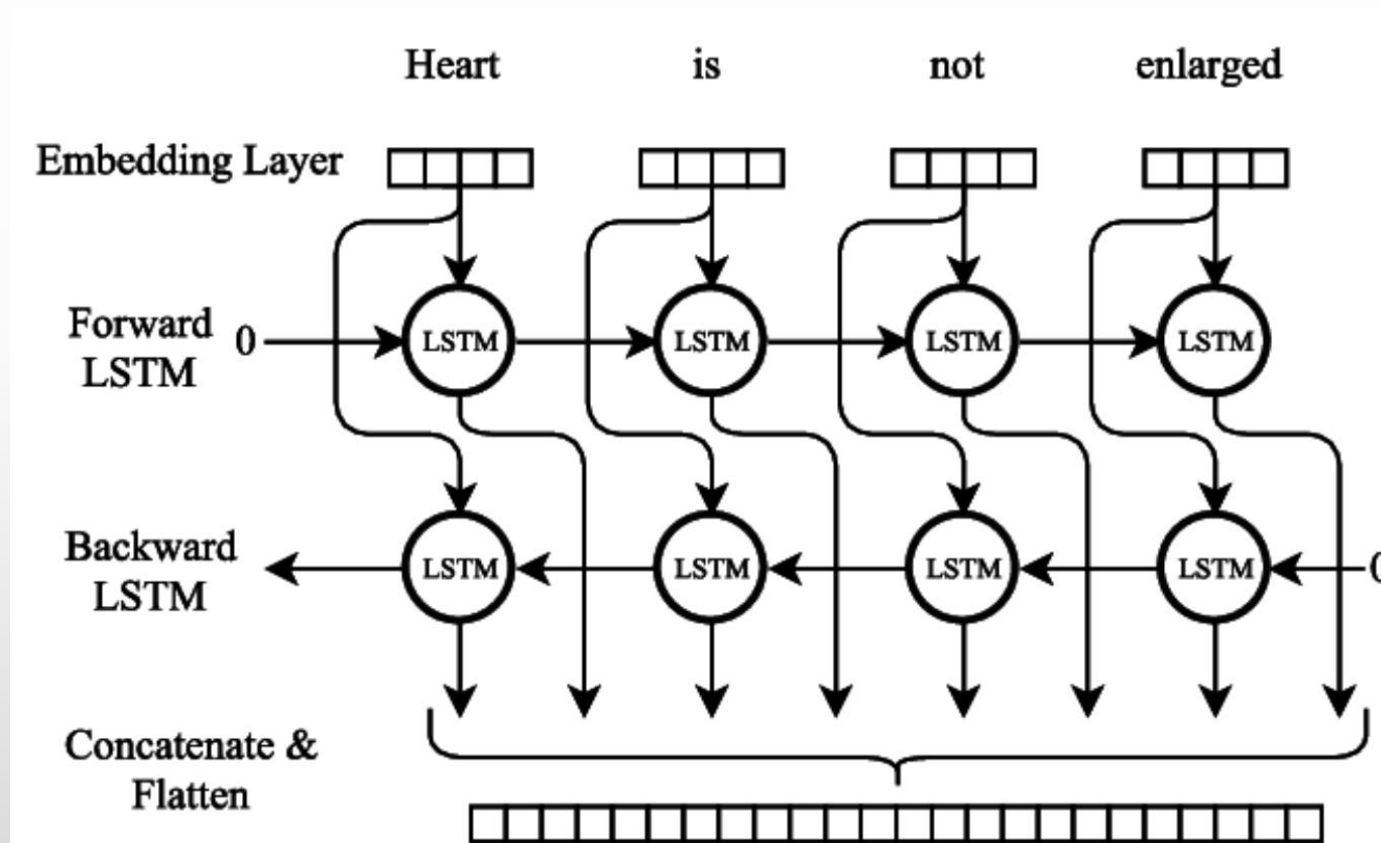 Heart is not enlarged
Embedding Layer
Forward
LSTM
0
LSTM LSTM LSTM LSTM
Backward
LSTM
LSTM LSTM LSTM LSTM
0
Concatenate &
Flatten